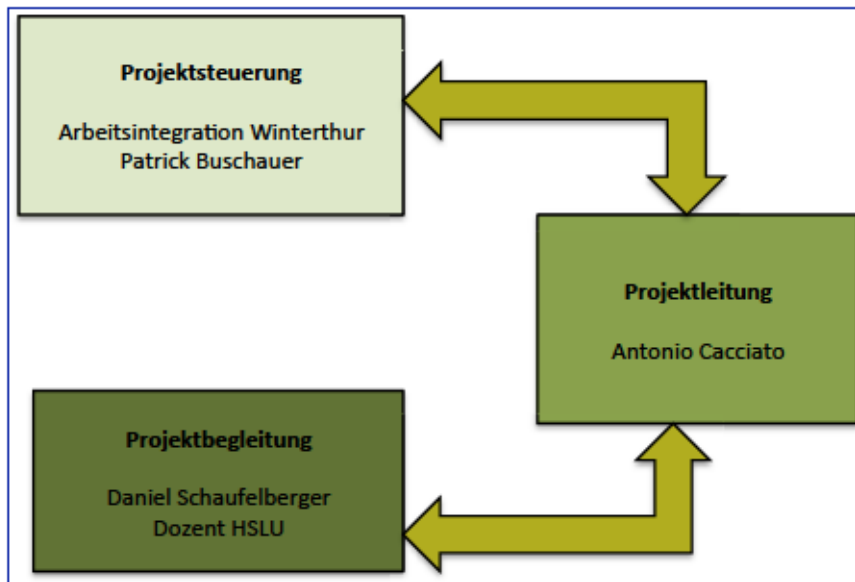 Projektsteuerung
Arbeitsintegration Winterthur
Patrick Buschauer
Projektleitung
Antonio Cacciato
Projektbegleitung
Daniel Schaufelberger
Dozent HSLU